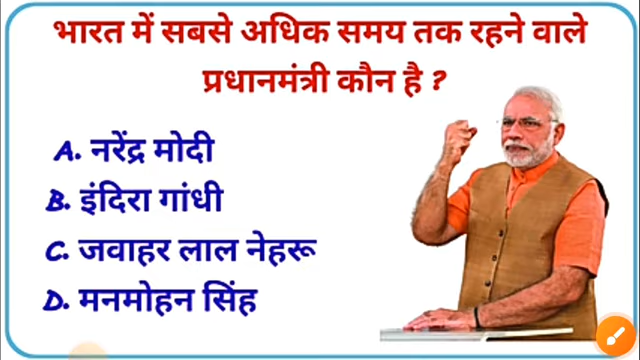 भारत में सबसे अधिक समय तक रहने वाले
प्रधानमंत्री कौन है ?
A. नरेंद्र मोदी
B. इंदिरा गांधी
C. जवाहर लाल नेहरू
D. मनमोहन सिंह